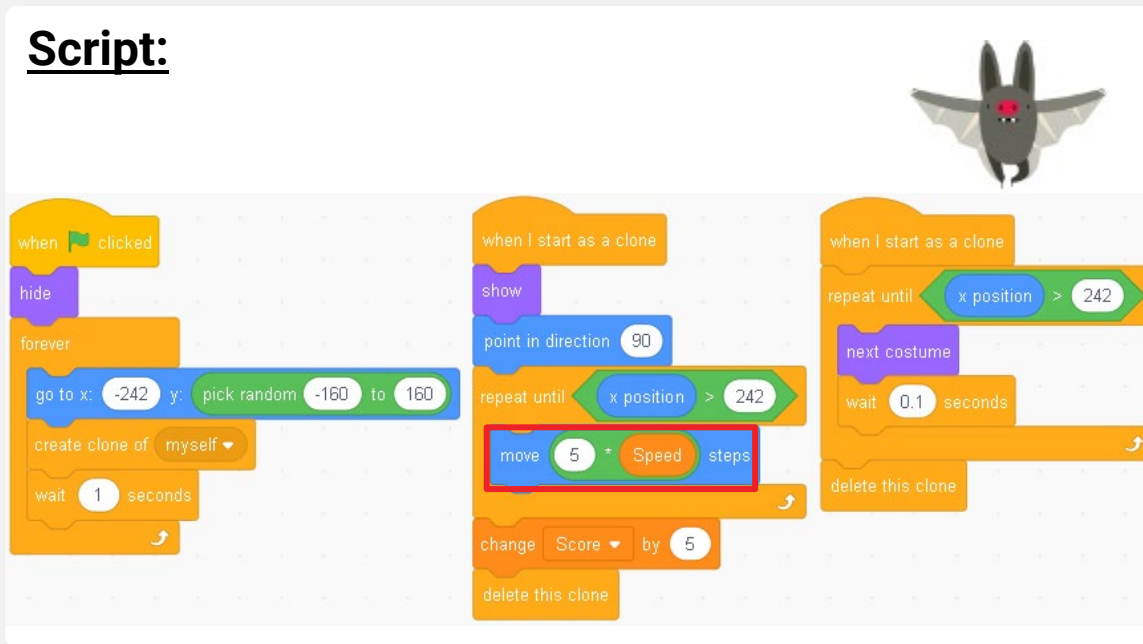 Script:
when clicked
hide
forever
go to x: -242 y: pick random -160 to 160
create clone of myself
wait 1 seconds
when I start as a clone
show
point in direction 90
repeat until x position > 242
move 5 * Speed steps
change Score by 5
delete this clone
when I start as a clone
repeat until x position > 242
next costume
wait 0.1 seconds
delete this clone